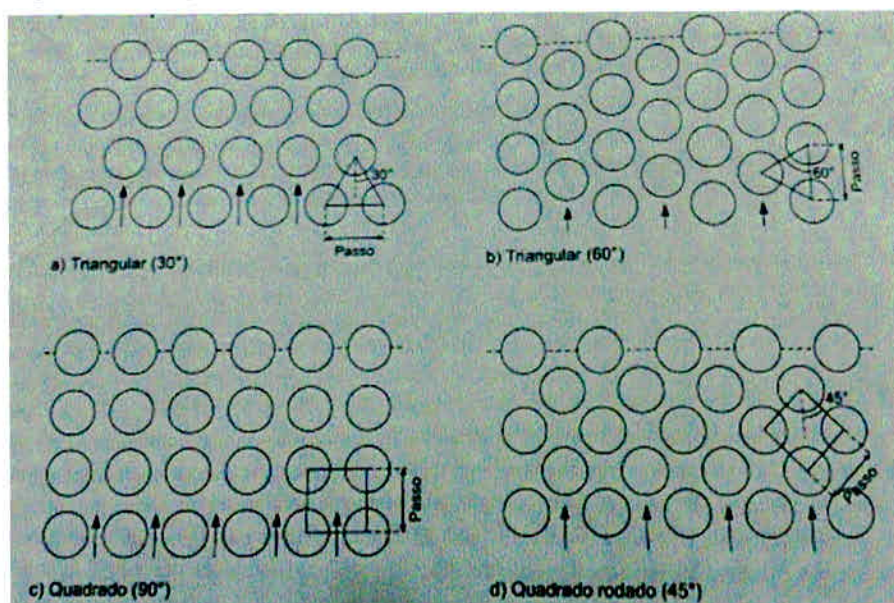 30°
Passo
a) Triangular (30°)
60°
Passo
b) Triangular (60°)
Passo
c) Quadrado (90°)
45°
Passo
d) Quadrado rodado (45°)